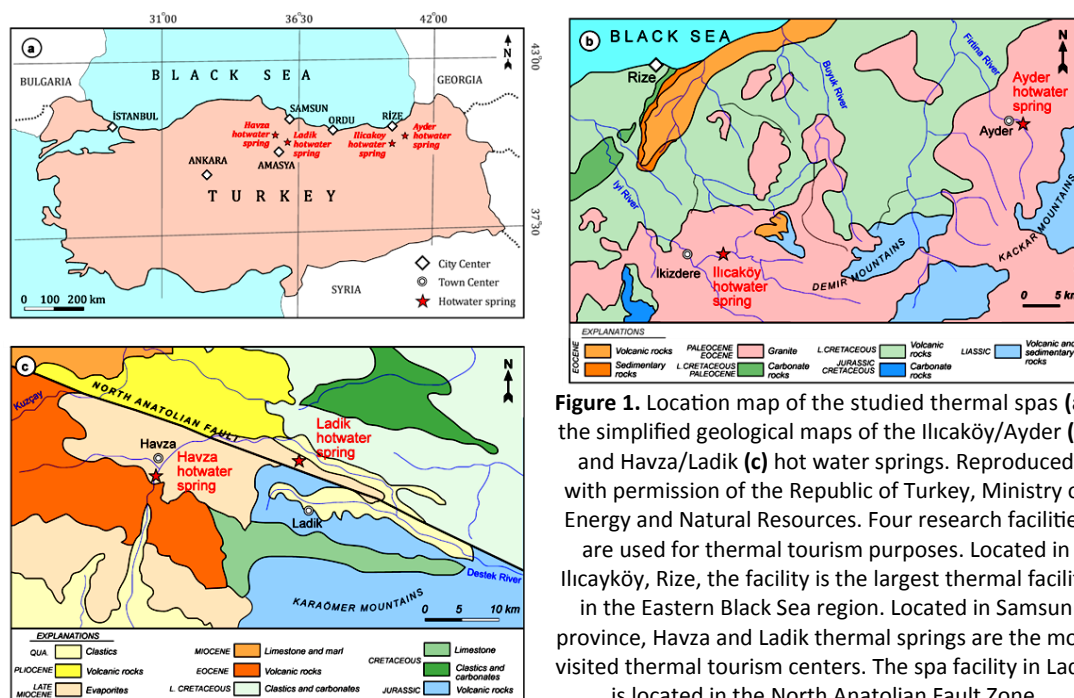 31°00 36°30 42°00
a
N
43°00
BULGARIA
BLACK SEA
GEORGIA
İSTANBUL
SAMSUN
ORDU
RİZE
Havza
hotwater
spring
Ladik
hotwater
spring
Ilicakoy
hotwater
spring
Ayder
hotwater
spring
ANKARA
AMASYA
TURKEY
37°30
SYRIA
City Center
Town Center
Hotwater spring
0 100 200 km
b
BLACK SEA
Rize
Buyuk River
Firtina River
N
Ayder
hotwater
spring
Ayder
Iyi River
İkizdere
Ilıcaköy
hotwater
spring
DEMIR MOUNTAINS
KACKAR MOUNTAINS
0 5 km
EXPLANATIONS
EOCENE
Volcanic rocks
Sedimentary
rocks
PALEOCENE
EOCENE
Granite
L.CRETACEOUS
PALEOCENE
Carbonate
rocks
L.CRETACEOUS
Volcanic
rocks
JURASSIC
CRETACEOUS
Carbonate
rocks
LIASSIC
Volcanic and
sedimentary
rocks
c
N
Kuzçay
NORTH ANATOLIAN FAULT
Havza
Havza
hotwater
spring
Ladik
hotwater
spring
Ladik
Destek River
KARAÖMER MOUNTAINS
0 5 10 km
EXPLANATIONS
QUA.
Clastics
PLIOCENE
Volcanic rocks
LATE
MIOCENE
Evaporites
MIOCENE
Limestone and marl
EOCENE
Volcanic rocks
L. CRETACEOUS
Clastics and carbonates
CRETACEOUS
Limestone
Clastics and
carbonates
JURASSIC
Volcanic rocks
Figure 1. Location map of the studied thermal spas (a
the simplified geological maps of the Ilıcaköy/Ayder (
and Havza/Ladik (c) hot water springs. Reproduced
with permission of the Republic of Turkey, Ministry o
Energy and Natural Resources. Four research facilitie
are used for thermal tourism purposes. Located in
Ilıcayköy, Rize, the facility is the largest thermal facilit
in the Eastern Black Sea region. Located in Samsun
province, Havza and Ladik thermal springs are the mo
visited thermal tourism centers. The spa facility in Lad
is located in the North Anatolian Fault Zone